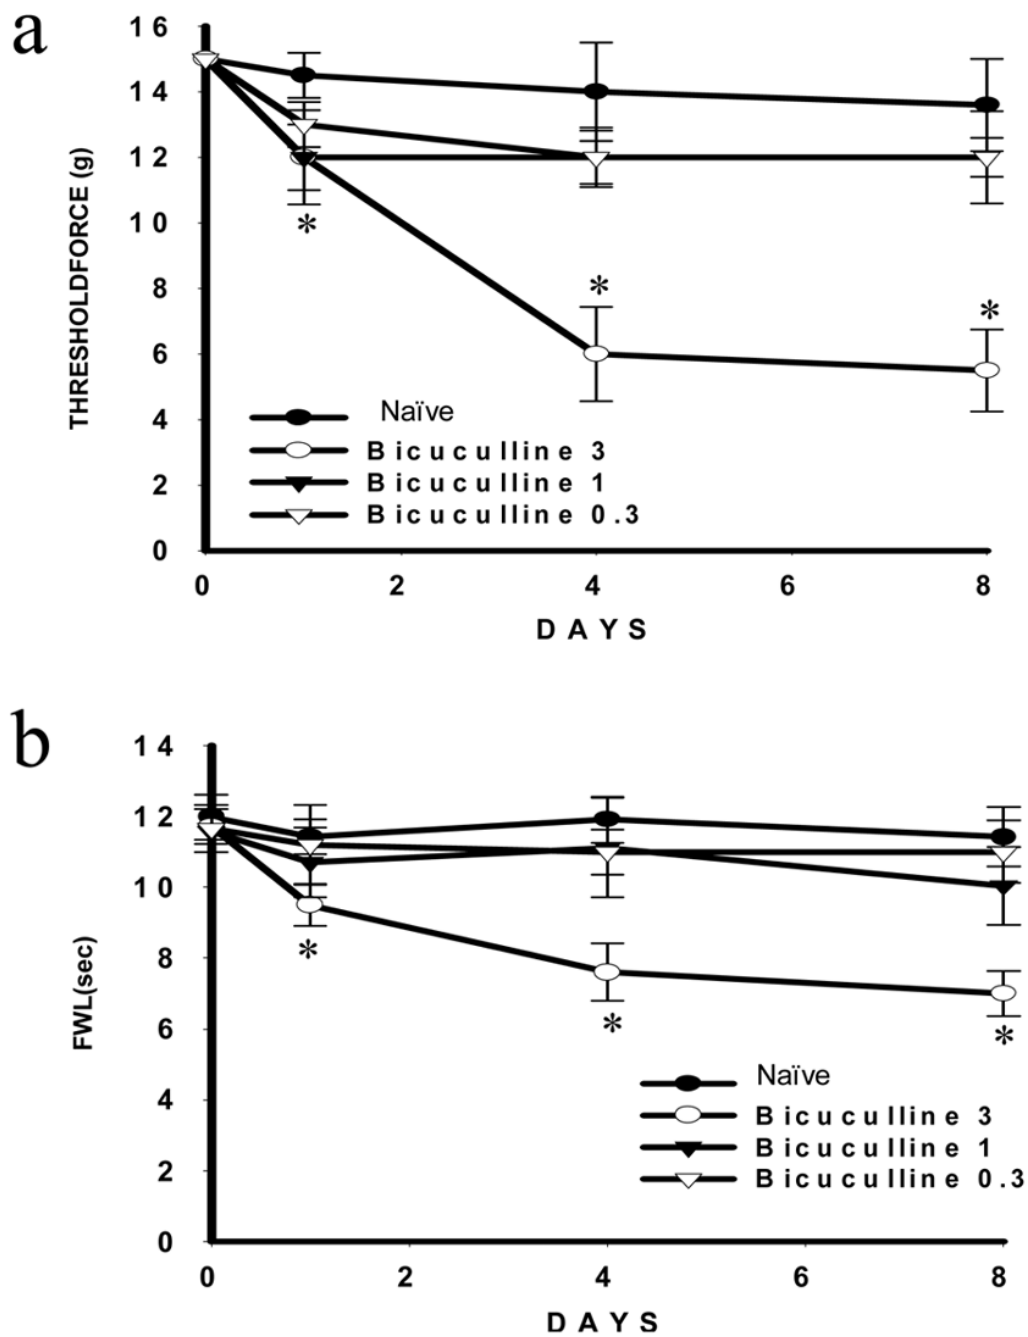 a
16
14
12
10
8
6
4
2
0
THRESHOLDFORCE (g)
*
*
*
Naïve
Bicuculline 3
Bicuculline 1
Bicuculline 0.3
0 2 4 6 8
DAYS
b
14
12
10
8
6
4
2
0
FWL(sec)
*
*
*
Naïve
Bicuculline 3
Bicuculline 1
Bicuculline 0.3
0 2 4 6 8
DAYS